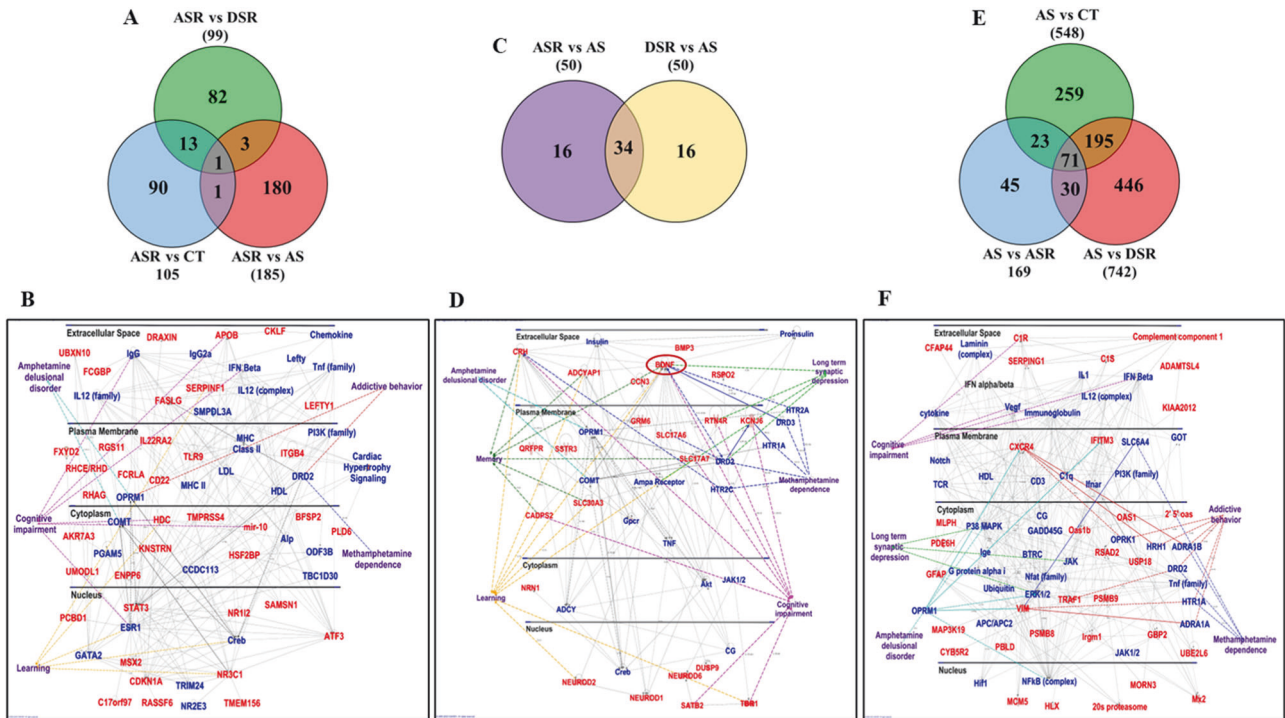 A
ASR vs DSR
(99)
82
13
3
1
90
1
180
ASR vs CT
105
ASR vs AS
(185)
C
ASR vs AS
(50)
DSR vs AS
(50)
16
34
16
E
AS vs CT
(548)
259
23
195
71
45
30
446
AS vs ASR
169
AS vs DSR
(742)
B
Extracellular Space
DRAXIN
APOB
CKLF
Chemokine
UBXN10
IgG
IgG2a
Lefty
Amphetamine
delusional
disorder
FCGBP
IFN Beta
Tnf (family)
SERPINF1
IL12 (family)
IL12 (complex)
Addictive behavior
FASLG
SMPDL3A
LEFTY1
Plasma Membrane
MHC
Class II
PI3K (family)
IL22RA2
FXYD2
RGS11
TLR9
ITGB4
RHCE/RHD
FCRLA
CD22
LDL
Cardiac
Hypertrophy
Signaling
RHAG
MHC II
DRD2
OPRM1
HDL
Cytoplasm
Cognitive
impairment
COMT
HDC
TMPRSS4
mir-10
BFSP2
PLD6
AKR7A3
KNSTRN
Alp
PGAM5
HSF2BP
ODF3B
Methamphetamine
dependence
UMODL1
ENPP6
CCDC113
TBC1D30
Nucleus
PCBD1
STAT3
NR1I2
SAMSN1
ESR1
Creb
ATF3
GATA2
Learning
MSX2
NR3C1
CDKN1A
TRIM24
C17orf97
RASSF6
NR2E3
TMEM156
D
Extracellular Space
Insulin
Proinsulin
CRH
BMP3
BDNF
Amphetamine
delusional disorder
ADCYAP1
CCN3
RSPO2
Long term
synaptic
depression
Plasma Membrane
HTR2A
OPRM1
GRM6
RTN4R
KCNJ6
DRD3
QRFPR
SSTR3
SLC17A6
HTR1A
Memory
SLC17A7
DRD2
COMT
Ampa Receptor
Methamphetamine
dependence
SLC30A3
HTR2C
CADPS2
Gpcr
TNF
Cytoplasm
Akt
JAK1/2
Learning
NRN1
ADCY
Cognitive
impairment
Nucleus
CG
Creb
DUSP9
NEUROD2
NEUROD6
NEUROD1
SATB2
TBR1
F
Extracellular Space
C1R
Complement component 1
CFAP44
Laminin
(complex)
SERPING1
C1S
ADAMTSL4
IFN alpha/beta
IL1
IFN Beta
IL12 (complex)
cytokine
Vegf
Immunoglobulin
KIAA2012
Cognitive
impairment
Plasma Membrane
CXCR4
IFITM3
SLC6A4
GOT
Notch
C1q
PI3K (family)
TCR
HDL
CD3
Ifnar
Cytoplasm
CG
OAS1
2' 5' oas
Addictive
behavior
MLPH
P38 MAPK
GADD45G
Oas1b
OPRK1
Long term
synaptic
depression
PDE6H
BTRC
RSAD2
HRH1
ADRA1B
Ige
JAK
USP18
G protein alpha i
Nfat (family)
DRD2
GFAP
Ubiquitin
ERK1/2
Tnf (family)
TRAF1
PSMB9
OPRM1
VIM
HTR1A
APC/APC2
ADRA1A
MAP3K19
PSMB8
Irgm1
GBP2
Amphetamine
delusional
disorder
PBLD
Methamphetamine
dependence
CYB5R2
JAK1/2
UBE2L6
Nucleus
Hif1
NFkB (complex)
MORN3
MCM5
HLX
20s proteasome
Mx2